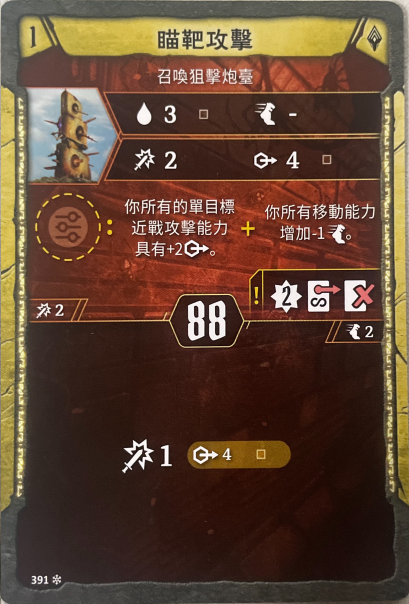 1
瞄靶攻擊
召喚狙擊炮臺
3 -
2 4
你所有的單目標
近戰攻擊能力
具有+2。
:
+
你所有移動能力
增加-1。
! 2 S
2
88
2
1 4
391